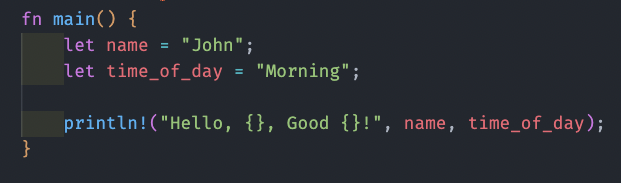 fn main() {
    let name = "John";
    let time_of_day = "Morning";

    println!("Hello, {}, Good {}!", name, time_of_day);
}